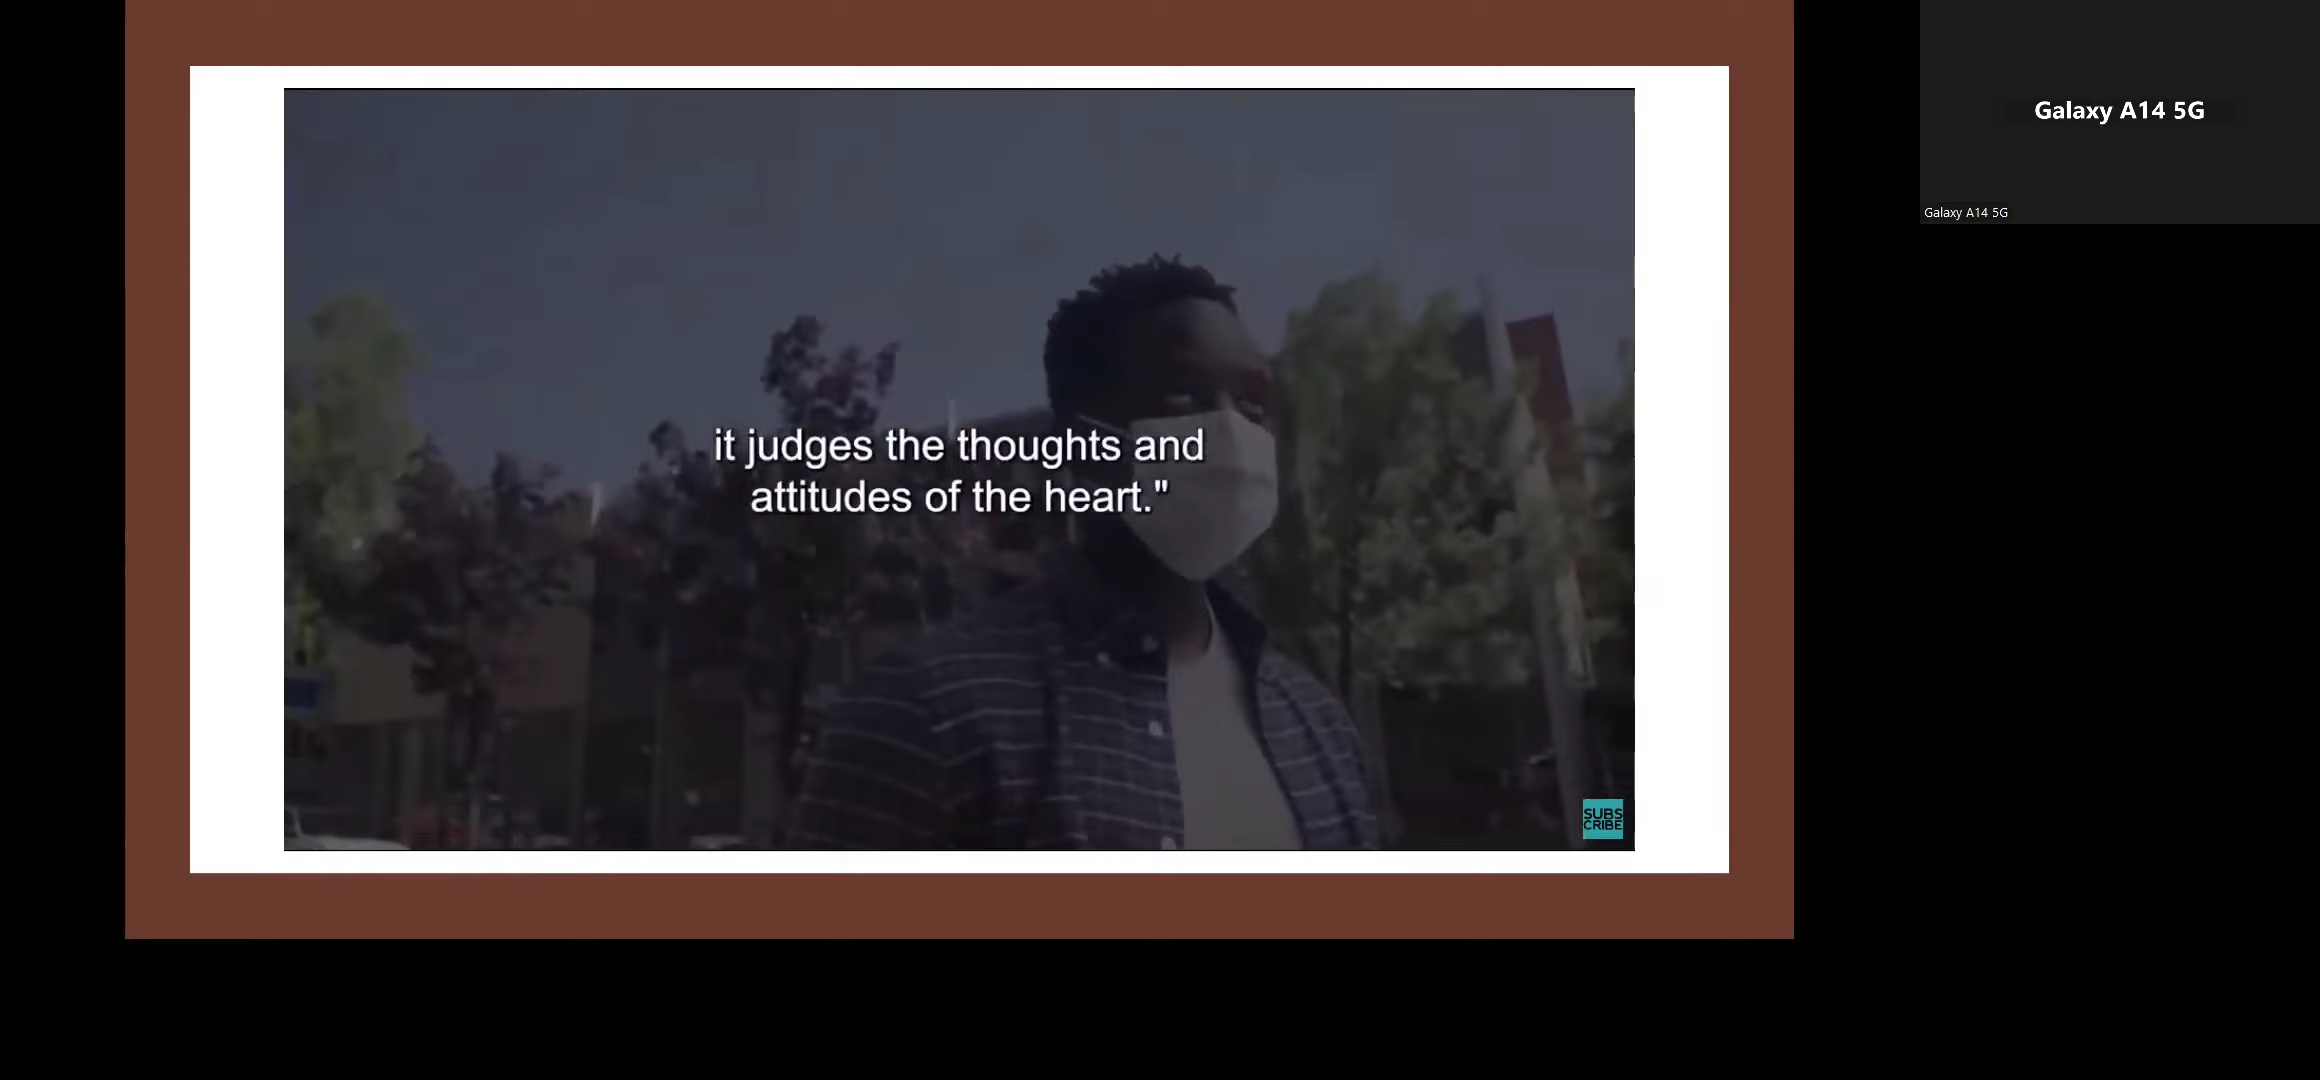 it judges the thoughts and
attitudes of the heart."
SUBS
CRIBE
Galaxy A14 5G
Galaxy A14 5G